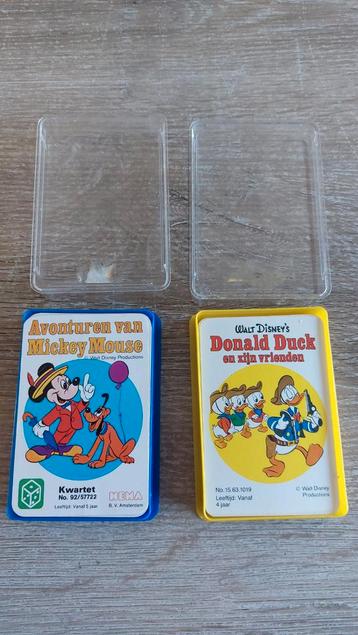 Avonturen van
Mickey Mouse
© Walt Disney Productions
Kwartet
No. 92/57722
Leeftijd: Vanaf 5 jaar
HEMA
B.V. Amsterdam
WALT DISNEY'S
Donald Duck
en zijn vrienden
No. 15.63.1019
Leeftijd: Vanaf
4 jaar
© Walt Disney
Productions